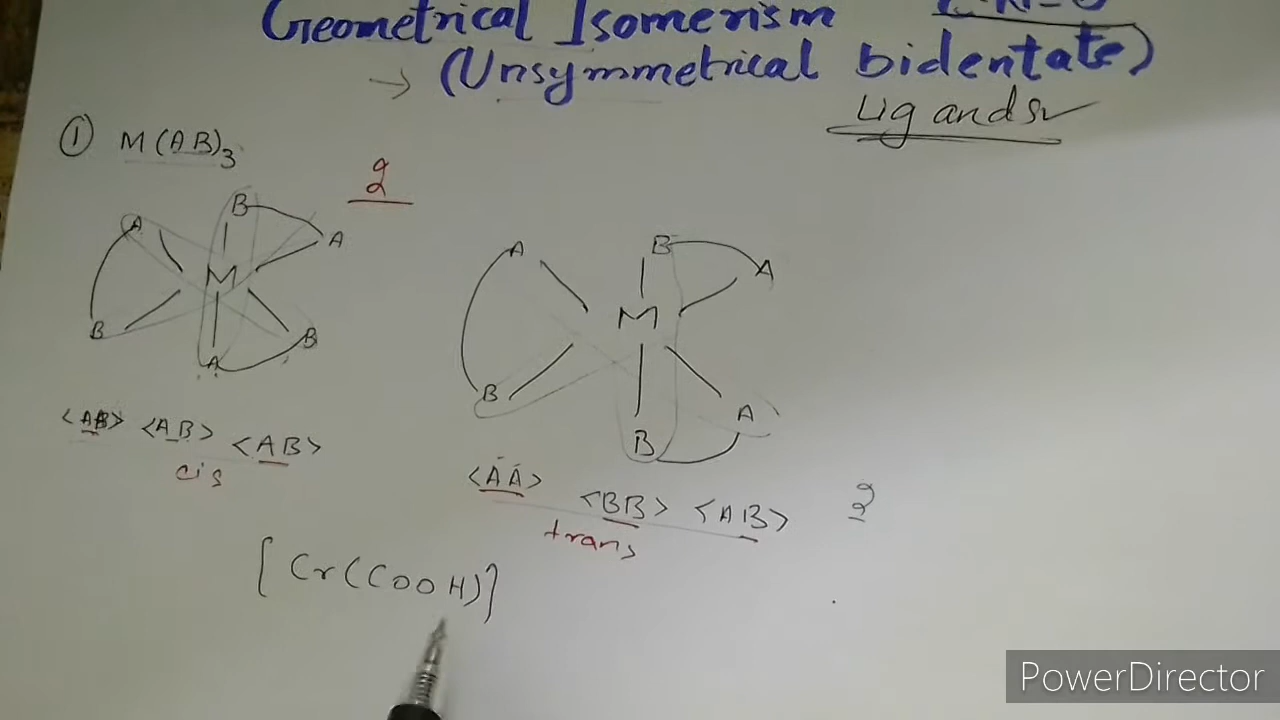 Geometrical Isomerism
→ (Unsymmetrical bidentate)
Ligands
① M(AB)3
2
B
A
A
M
B
B
A
<AB> <AB> <AB>
cis
A
B
A
M
B
A
B
<AA> <BB> <AB>
trans
2
[Cr(COOH)]
PowerDirector